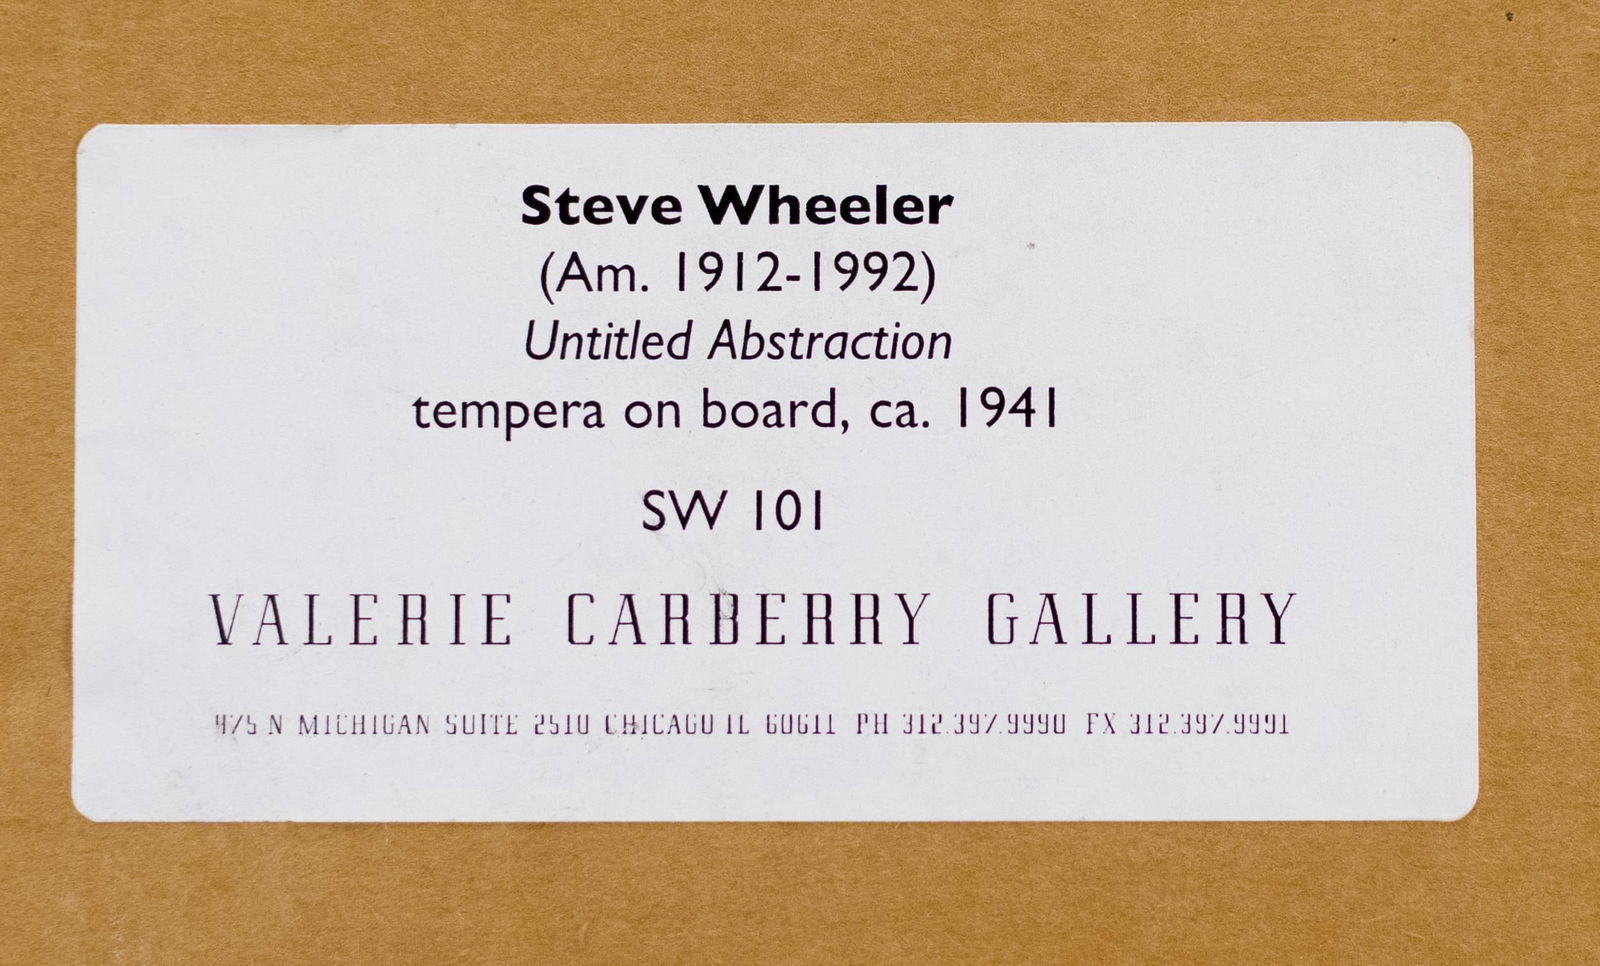 Steve Wheeler
(Am. 1912-1992)
Untitled Abstraction
tempera on board, ca. 1941
SW 101
VALERIE CARBERRY GALLERY
875 N MICHIGAN SUITE 2510 CHICAGO IL 60611 PH 312.397.9990 FX 312.397.9991